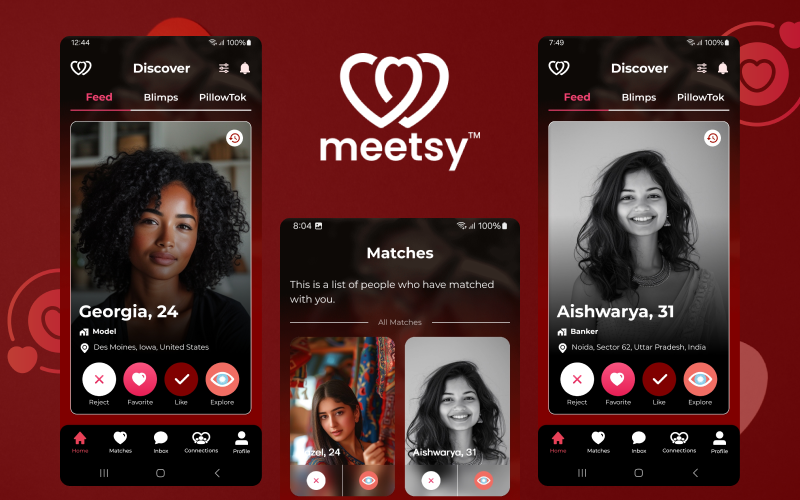 12:44
100%
Discover
Feed
Blimps
PillowTok
Georgia, 24
Model
Des Moines, Iowa, United States
Reject
Favorite
Like
Explore
Home
Matches
Inbox
Connections
Profile
meetsy™
8:04
100%
Matches
This is a list of people who have matched
with you.
All Matches
zel, 24
Aishwarya, 31
7:49
100%
Discover
Feed
Blimps
PillowTok
Aishwarya, 31
Banker
Noida, Sector 62, Uttar Pradesh, India
Reject
Favorite
Like
Explore
Home
Matches
Inbox
Connections
Profile